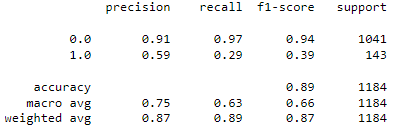 precision recall f1-score support
0.0 0.91 0.97 0.94 1041
1.0 0.59 0.29 0.39 143
accuracy 0.89 1184
macro avg 0.75 0.63 0.66 1184
weighted avg 0.87 0.89 0.87 1184